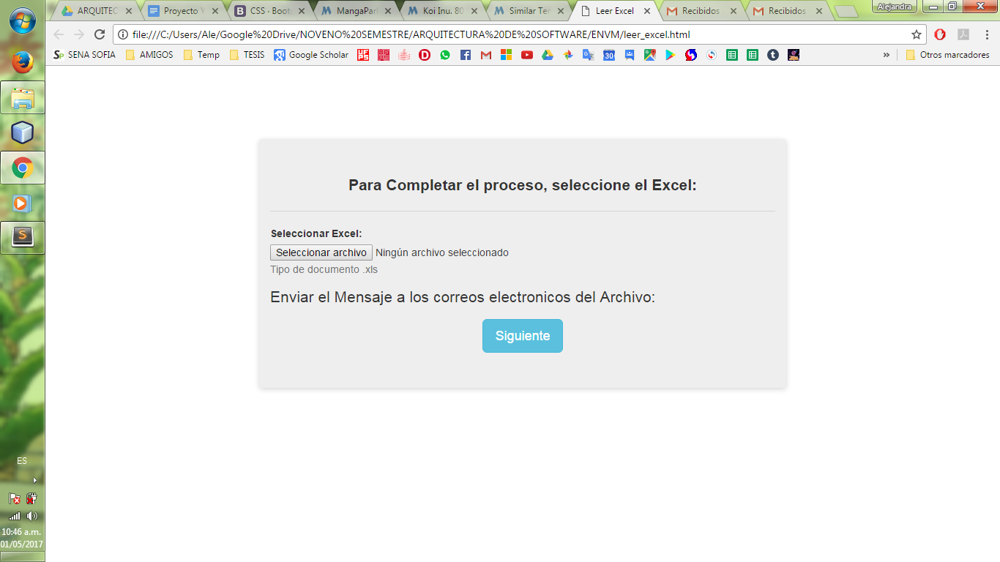 ARQUITEC
Proyecto Y
CSS · Boots
MangaPark
Koi Inu. 80
Similar Ter
Leer Excel
Recibidos
Recibidos
Alejandra
file:///C:/Users/Ale/Google%20Drive/NOVENO%20SEMESTRE/ARQUITECTURA%20DE%20SOFTWARE/ENVM/leer_excel.html
SENA SOFIA
AMIGOS
Temp
TESIS
Google Scholar
30
»
Otros marcadores
Para Completar el proceso, seleccione el Excel:
Seleccionar Excel:
Seleccionar archivo Ningún archivo seleccionado
Tipo de documento .xls
Enviar el Mensaje a los correos electronicos del Archivo:
Siguiente
ES
10:46 a.m.
01/05/2017